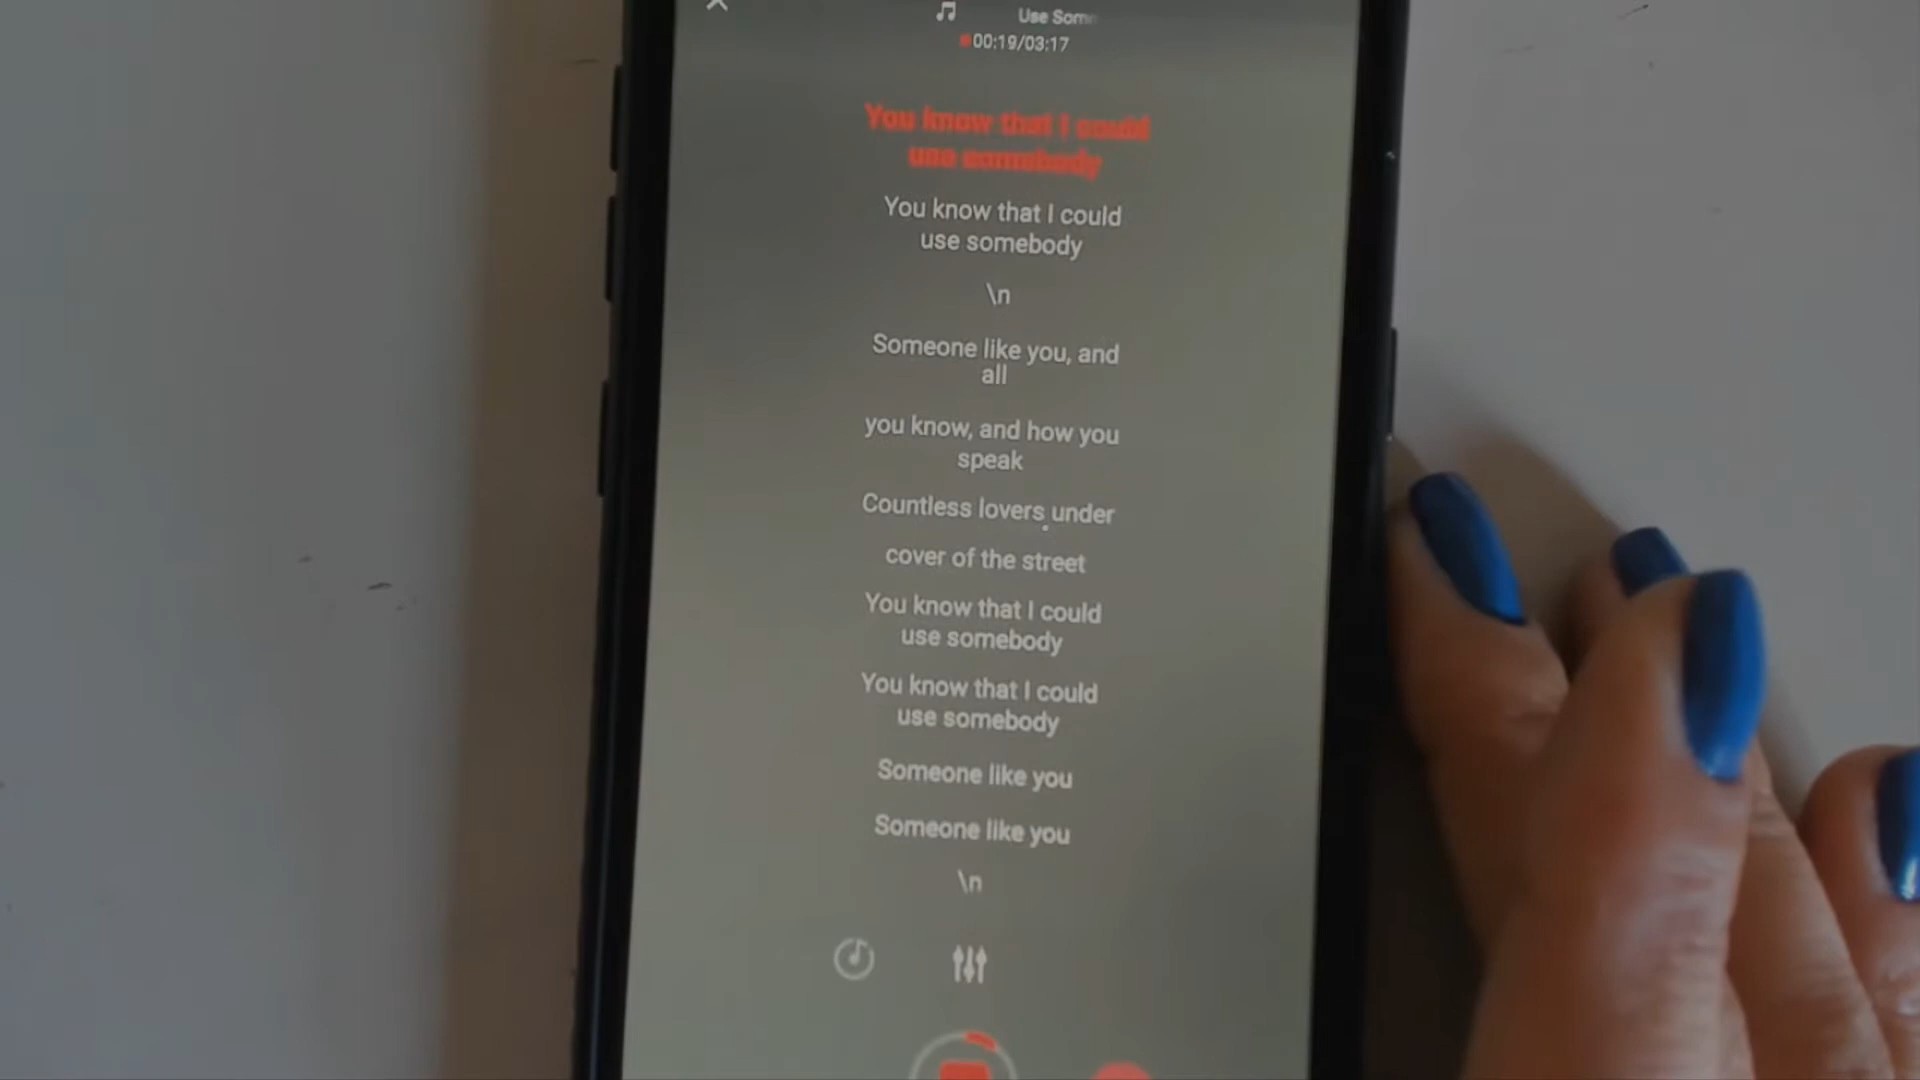 Use Som
00:19/03:17
You know that I could
use somebody
You know that I could
use somebody
\n
Someone like you, and
all
you know, and how you
speak
Countless lovers under
cover of the street
You know that I could
use somebody
You know that I could
use somebody
Someone like you
Someone like you
\n